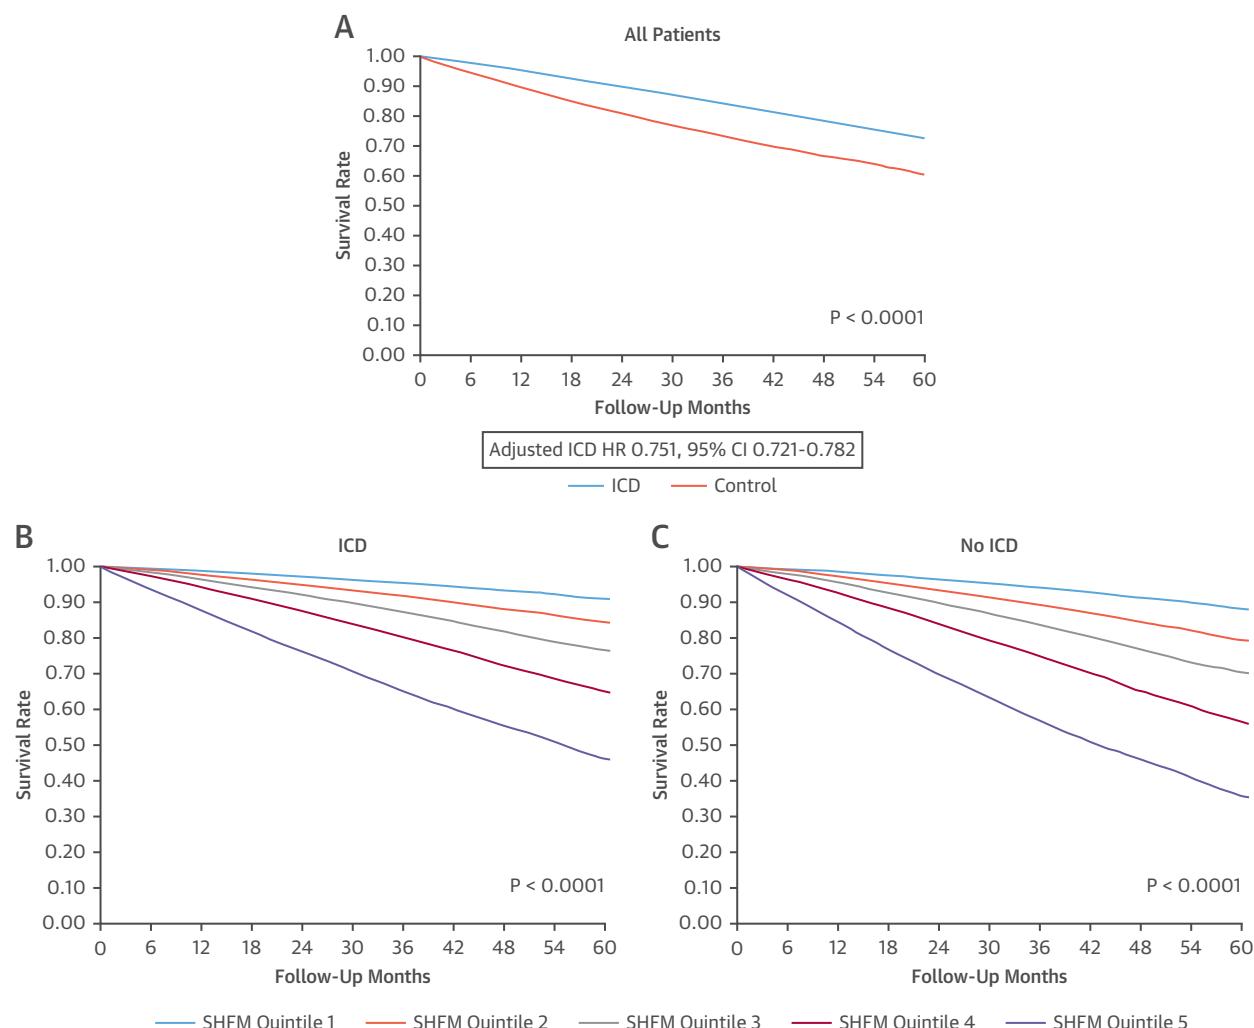 A
All Patients
1.00
0.90
0.80
0.70
0.60
0.50
0.40
0.30
0.20
0.10
0.00
Survival Rate
P < 0.0001
0 6 12 18 24 30 36 42 48 54 60
Follow-Up Months
Adjusted ICD HR 0.751, 95% CI 0.721-0.782
ICD Control
B
ICD
1.00
0.90
0.80
0.70
0.60
0.50
0.40
0.30
0.20
0.10
0.00
Survival Rate
P < 0.0001
0 6 12 18 24 30 36 42 48 54 60
Follow-Up Months
C
No ICD
1.00
0.90
0.80
0.70
0.60
0.50
0.40
0.30
0.20
0.10
0.00
Survival Rate
P < 0.0001
0 6 12 18 24 30 36 42 48 54 60
Follow-Up Months
SHFM Quintile 1 SHFM Quintile 2 SHFM Quintile 3 SHFM Quintile 4 SHFM Quintile 5